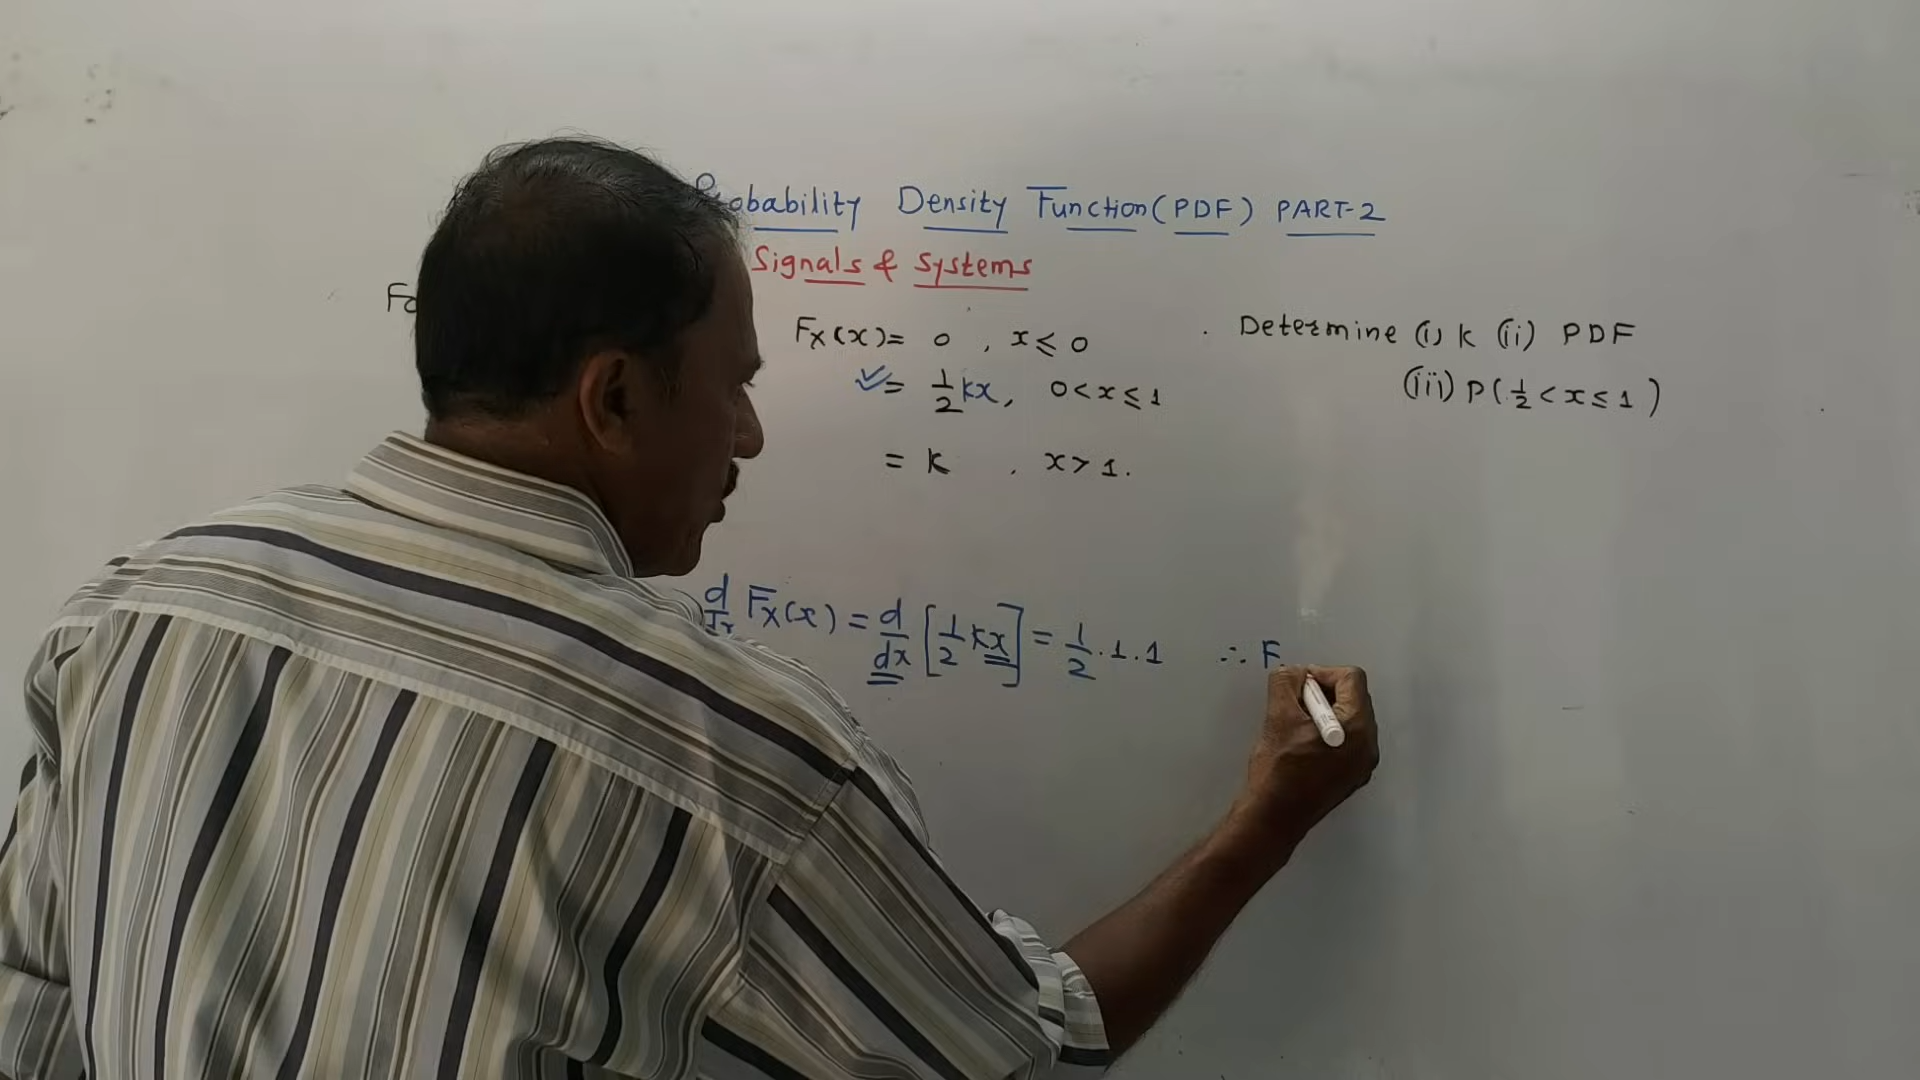 Probability Density Function (PDF) PART-2
Signals & Systems
Fx(x) = 0 , x ≤ 0
✓= 1/2 kx, 0 < x ≤ 1
= k , x > 1.
Determine (i) k (ii) PDF
(iii) P(1/2 < x ≤ 1)
d/dx Fx(x) = d/dx [1/2 kx] = 1/2 . 1 . 1 ∴ F